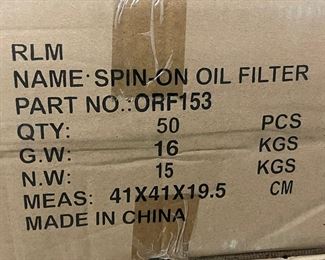 RLM
NAME: SPIN-ON OIL FILTER
PART NO.:ORF153
QTY: 50 PCS
G.W: 16 KGS
N.W: 15 KGS
MEAS: 41X41X19.5 CM
MADE IN CHINA